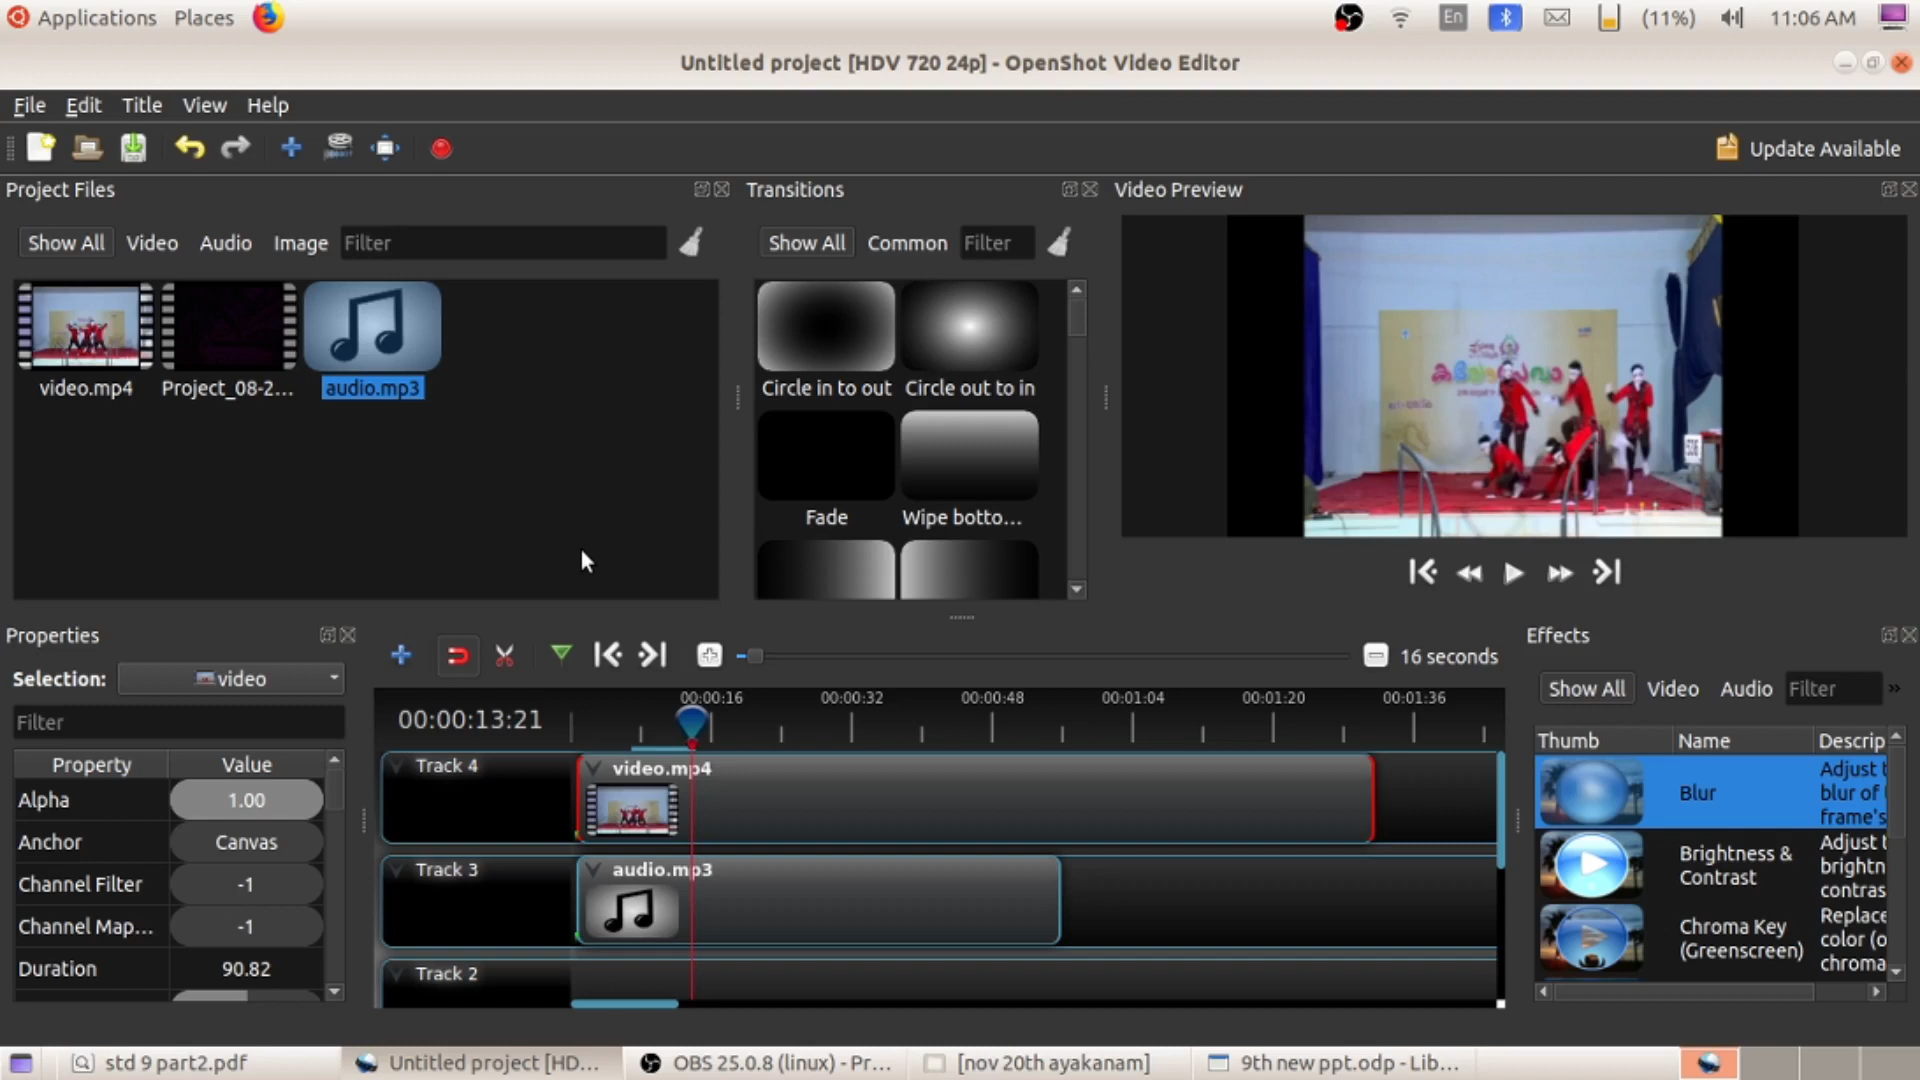 Applications Places
En (11%) 11:06 AM
Untitled project [HDV 720 24p] - OpenShot Video Editor
File Edit Title View Help
Update Available
Project Files
Transitions
Video Preview
Show All Video Audio Image Filter
Show All Common Filter
video.mp4 Project_08-2... audio.mp3
Circle in to out Circle out to in
Fade Wipe botto...
കലോത്സവം
Properties
Selection: video
Filter
Property Value
Alpha 1.00
Anchor Canvas
Channel Filter -1
Channel Map... -1
Duration 90.82
16 seconds
00:00:13:21
00:00:16 00:00:32 00:00:48 00:01:04 00:01:20 00:01:36
Track 4 video.mp4
Track 3 audio.mp3
Track 2
Effects
Show All Video Audio Filter »
Thumb Name Descrip
Blur
Adjust t
blur of
frame's
Brightness &
Contrast
Adjust t
brightn
contras
Chroma Key
(Greenscreen)
Replace
color (o
chroma
std 9 part2.pdf
Untitled project [HD...
OBS 25.0.8 (linux) - Pr...
[nov 20th ayakanam]
9th new ppt.odp - Lib...